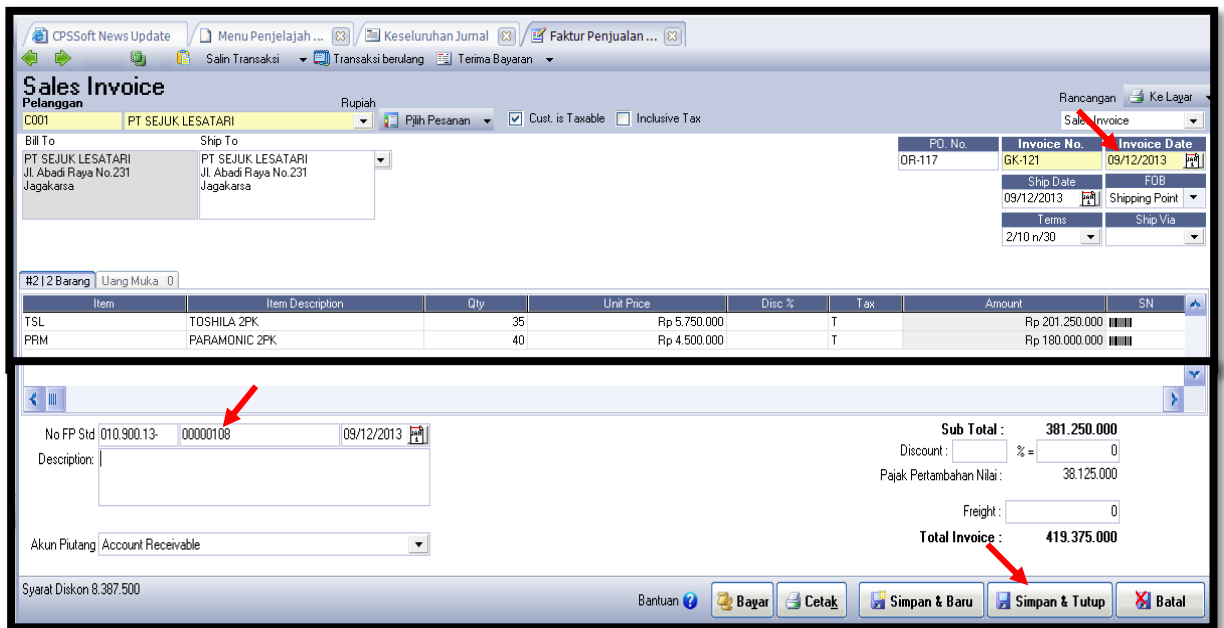 CPSSoft News Update Menu Penjelajah ... Keseluruhan Jurnal Faktur Penjualan ...
Salin Transaksi Transaksi berulang Terima Bayaran
Sales Invoice
Pelanggan Rupiah Rancangan Ke Layar
C001 PT SEJUK LESATARI Pilih Pesanan Cust. is Taxable Inclusive Tax Sales Invoice
Bill To Ship To PO. No. Invoice No. Invoice Date
PT SEJUK LESATARI PT SEJUK LESATARI OR-117 GK-121 09/12/2013
Jl. Abadi Raya No.231 Jl. Abadi Raya No.231 Ship Date FOB
Jagakarsa Jagakarsa 09/12/2013 Shipping Point
Terms Ship Via
2/10 n/30
#2|2 Barang Uang Muka 0
Item Item Description Qty Unit Price Disc % Tax Amount SN
TSL TOSHILA 2PK 35 Rp 5.750.000 T Rp 201.250.000
PRM PARAMONIC 2PK 40 Rp 4.500.000 T Rp 180.000.000
No FP Std 010.900.13- 00000108 09/12/2013 Sub Total : 381.250.000
Description: Discount : % = 0
Pajak Pertambahan Nilai : 38.125.000
Freight : 0
Akun Piutang Account Receivable Total Invoice : 419.375.000
Syarat Diskon 8.387.500 Bantuan Bayar Cetak Simpan & Baru Simpan & Tutup Batal